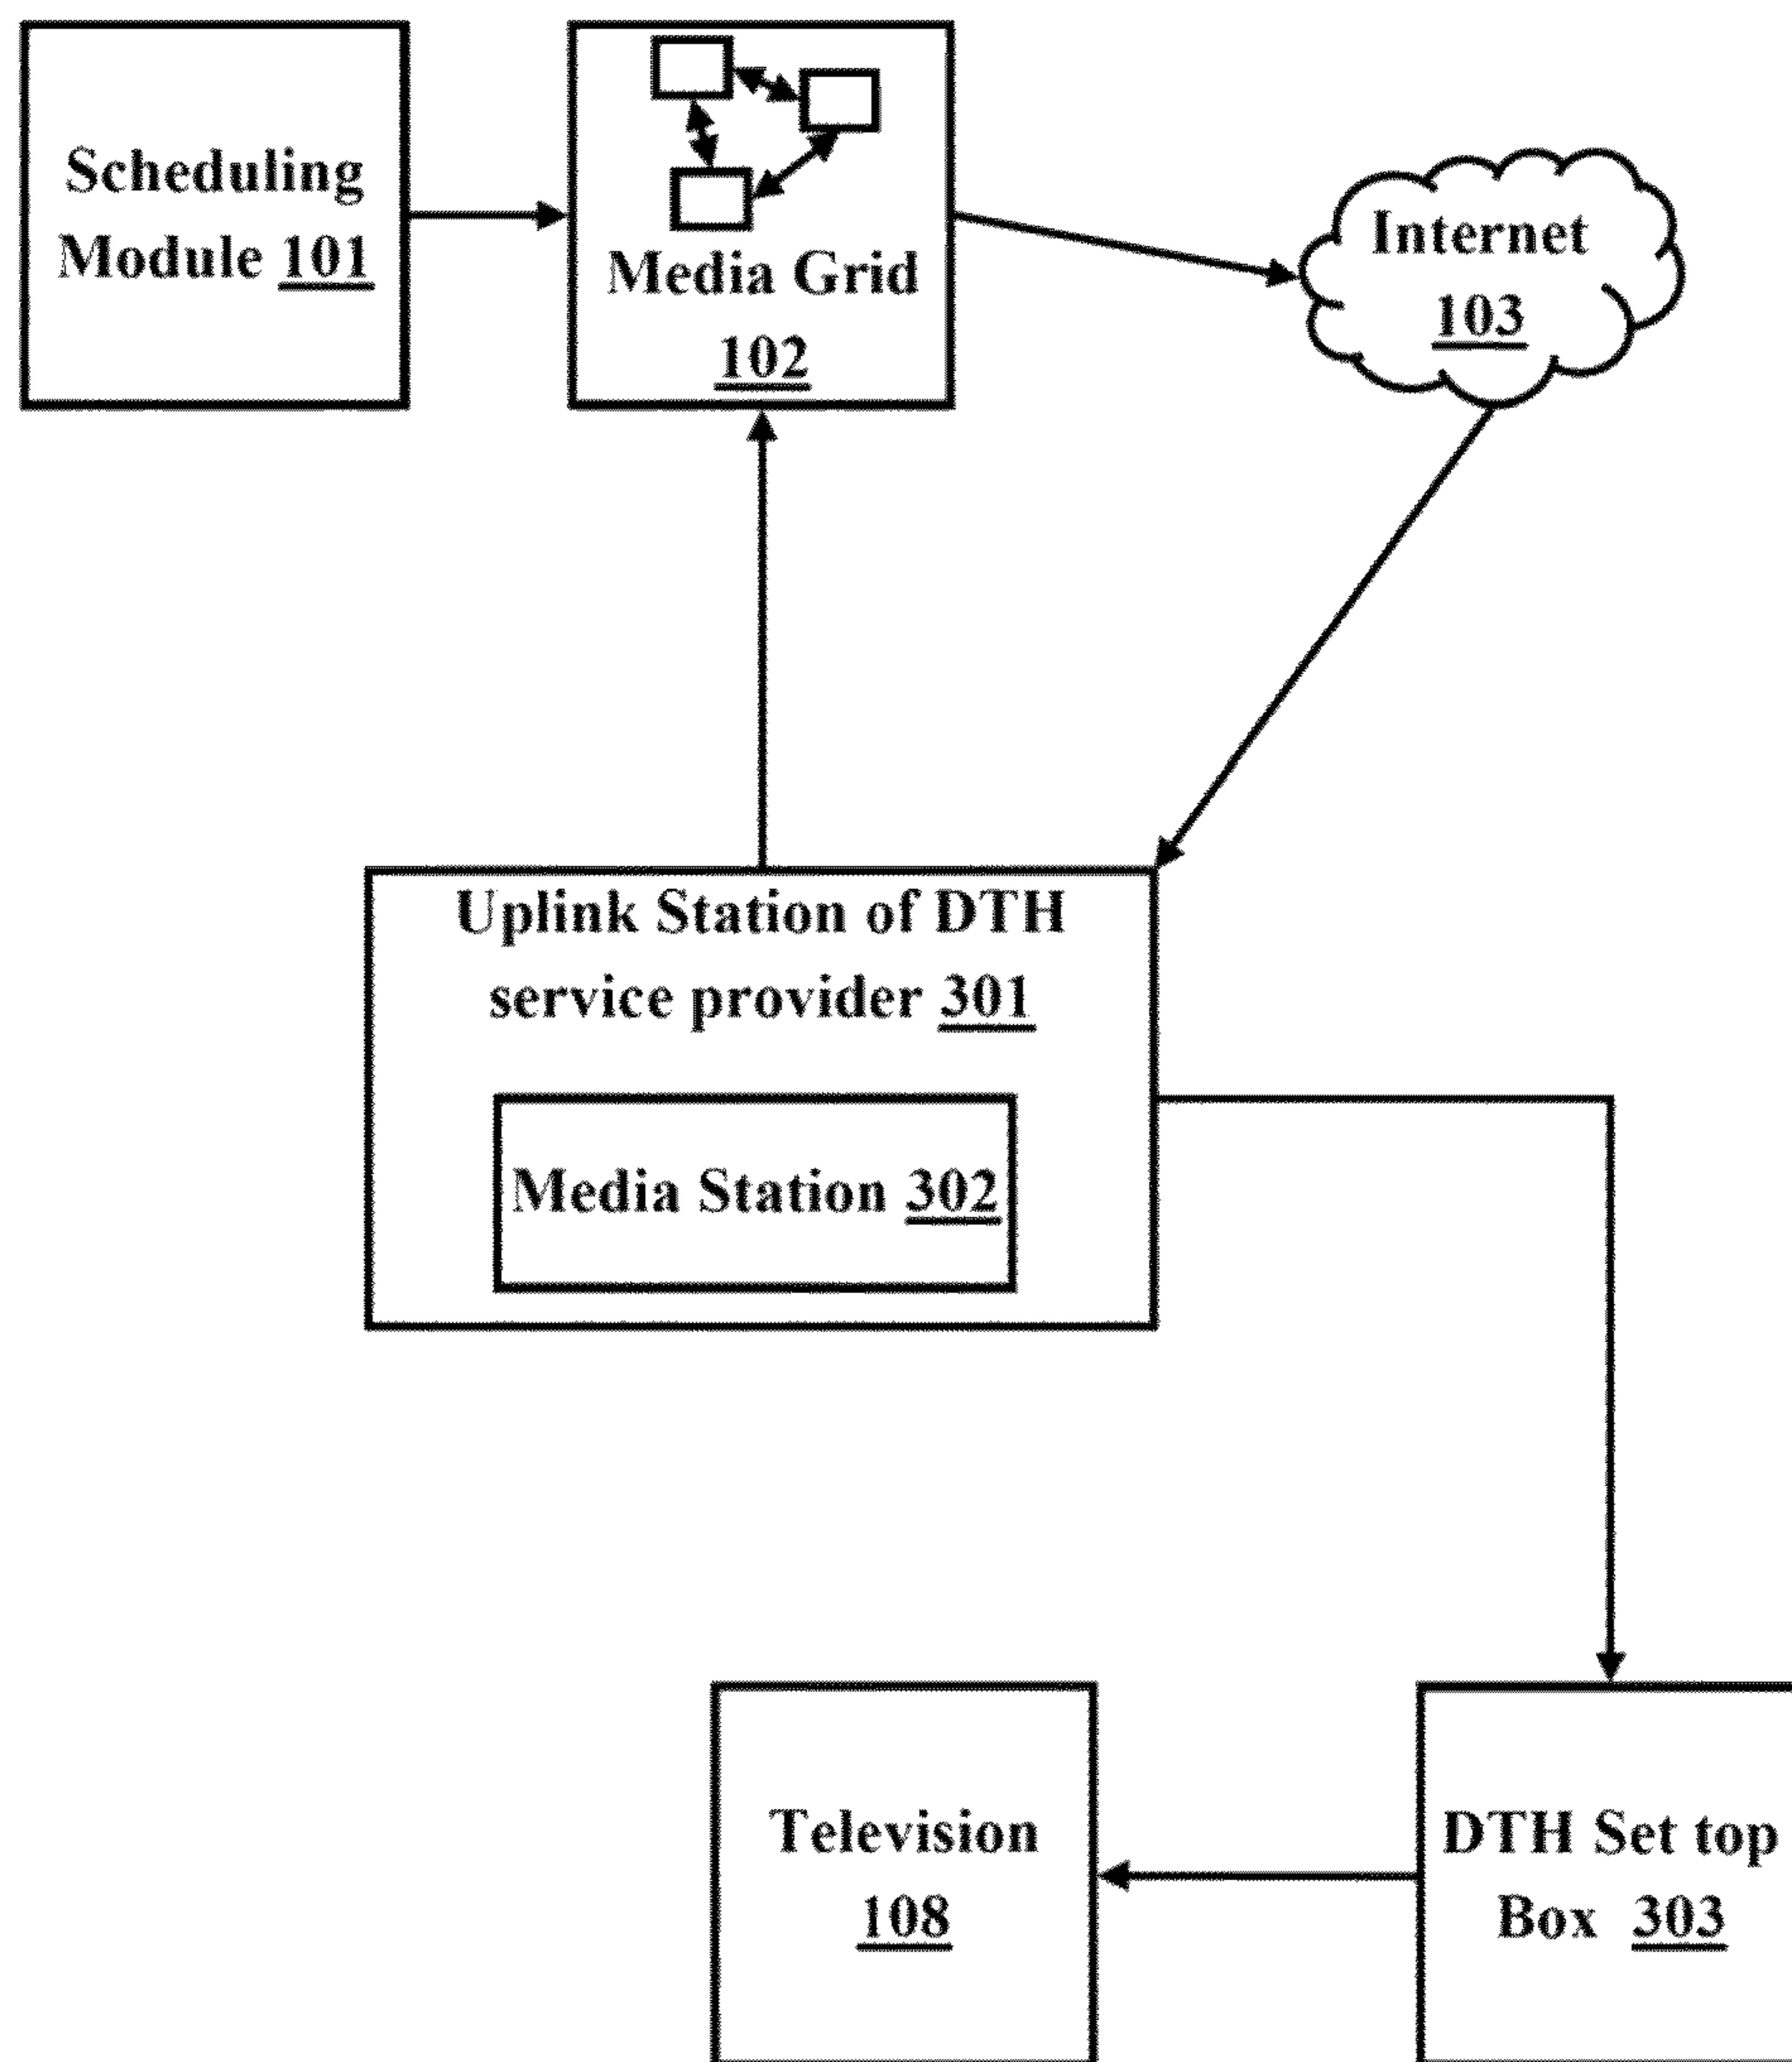 Scheduling
Module 101
Media Grid
102
Internet
103
Uplink Station of DTH
service provider 301
Media Station 302
Television
108
DTH Set top
Box 303